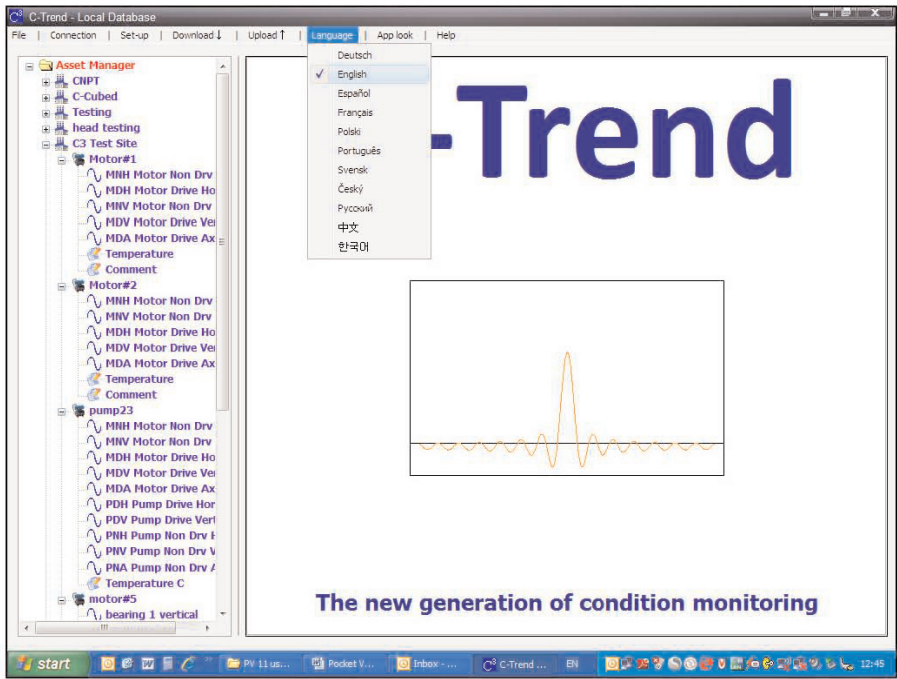 C-Trend - Local Database
File | Connection | Set-up | Download↓ | Upload↑ | Language | App look | Help
Deutsch
English
Español
Français
Polski
Português
Svensk
Český
Русский
中文
한국어
Asset Manager
CNPT
C-Cubed
Testing
head testing
C3 Test Site
Motor#1
MNH Motor Non Drv
MDH Motor Drive Ho
MNV Motor Non Drv
MDV Motor Drive Ver
MDA Motor Drive Ax
Temperature
Comment
Motor#2
MNH Motor Non Drv
MNV Motor Non Drv
MDH Motor Drive Ho
MDV Motor Drive Ver
MDA Motor Drive Ax
Temperature
Comment
pump23
MNH Motor Non Drv
MNV Motor Non Drv
MDH Motor Drive Ho
MDV Motor Drive Ver
MDA Motor Drive Ax
PDH Pump Drive Hor
PDV Pump Drive Vert
PNH Pump Non Drv H
PNV Pump Non Drv V
PNA Pump Non Drv A
Temperature C
motor#5
bearing 1 vertical
-Trend
The new generation of condition monitoring
start PV 11 us... Pocket V... Inbox - ... C-Trend ... EN 12:45